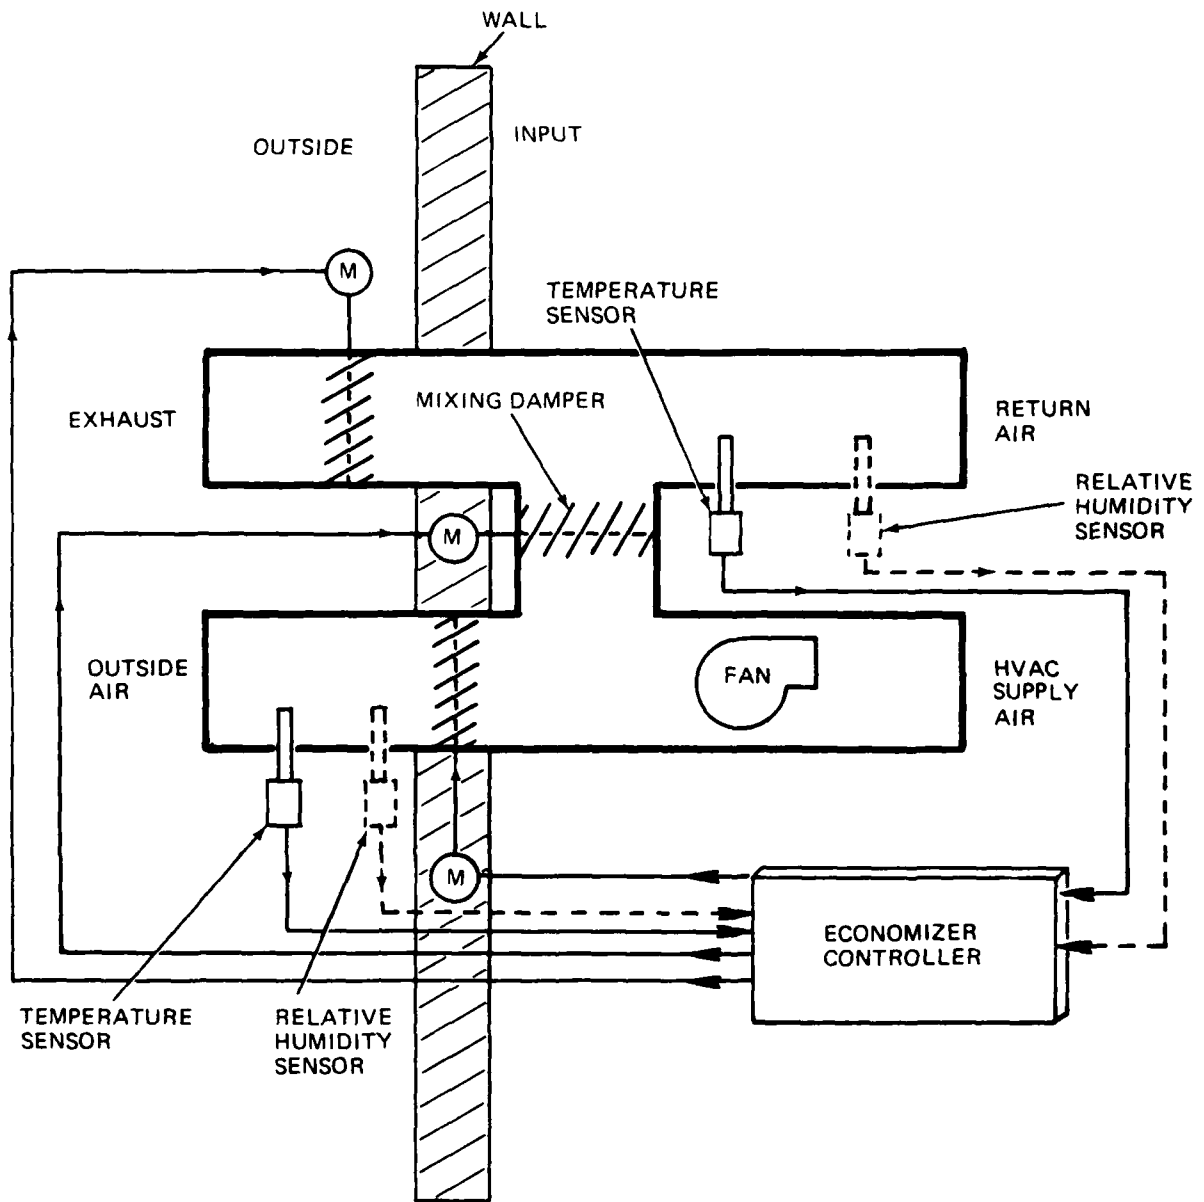 WALL
OUTSIDE
INPUT
M
TEMPERATURE
SENSOR
MIXING DAMPER
EXHAUST
RETURN
AIR
RELATIVE
HUMIDITY
SENSOR
M
OUTSIDE
AIR
FAN
HVAC
SUPPLY
AIR
M
ECONOMIZER
CONTROLLER
TEMPERATURE
SENSOR
RELATIVE
HUMIDITY
SENSOR